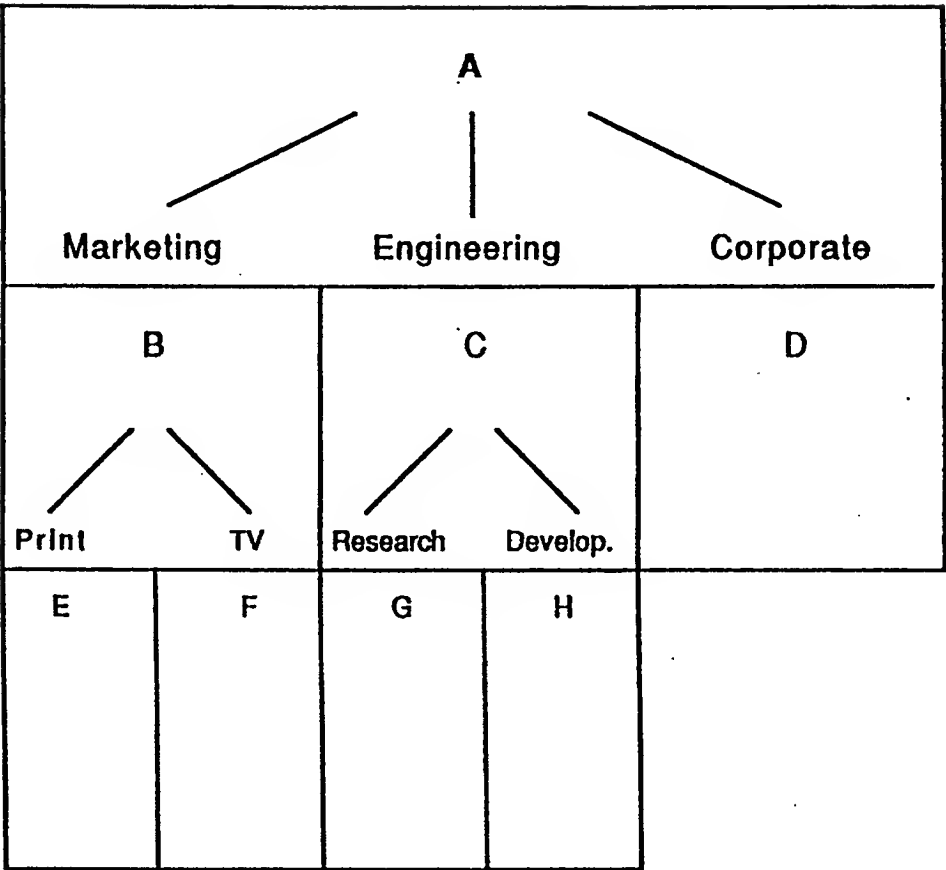 A
Marketing Engineering Corporate
B C D
Print TV Research Develop.
E F G H